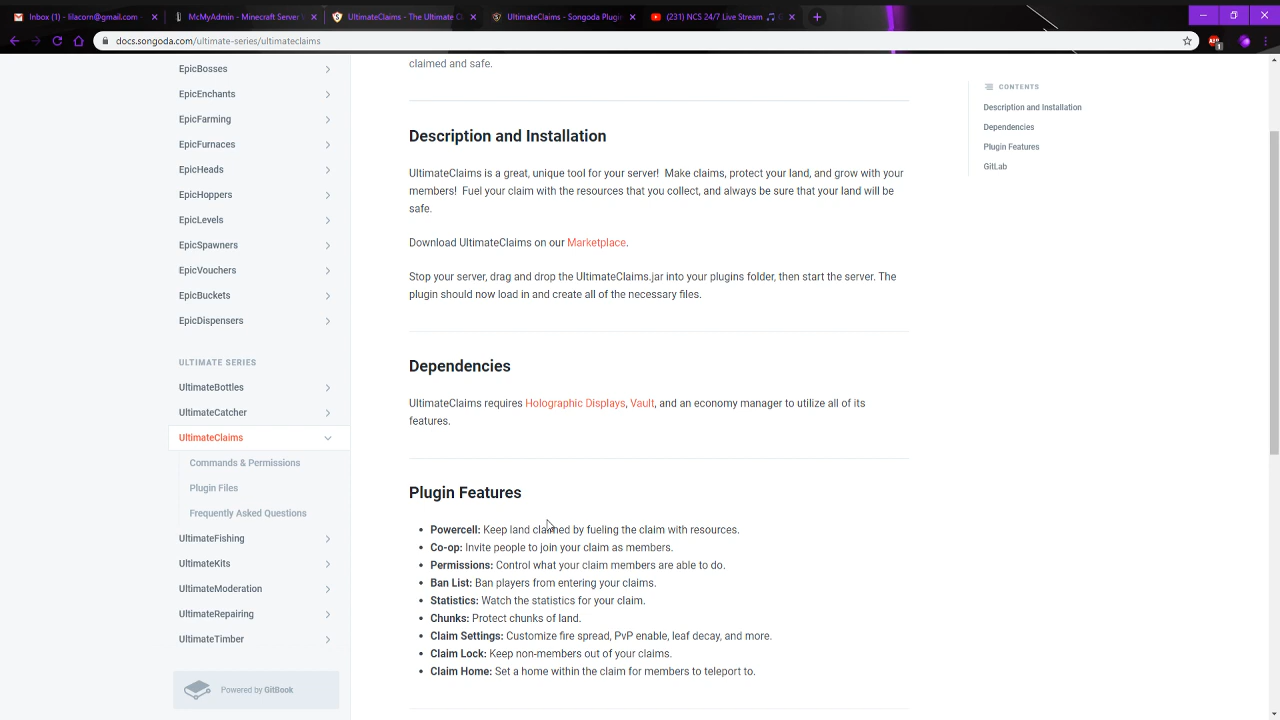 Inbox (1) - lilacorn@gmail.com -
McMyAdmin - Minecraft Server
UltimateClaims - The Ultimate C
UltimateClaims - Songoda Plugin
(231) NCS 24/7 Live Stream
docs.songoda.com/ultimate-series/ultimateclaims
EpicBosses
EpicEnchants
EpicFarming
EpicFurnaces
EpicHeads
EpicHoppers
EpicLevels
EpicSpawners
EpicVouchers
EpicBuckets
EpicDispensers
ULTIMATE SERIES
UltimateBottles
UltimateCatcher
UltimateClaims
Commands & Permissions
Plugin Files
Frequently Asked Questions
UltimateFishing
UltimateKits
UltimateModeration
UltimateRepairing
UltimateTimber
Powered by GitBook
claimed and safe.
Description and Installation
UltimateClaims is a great, unique tool for your server! Make claims, protect your land, and grow with your
members! Fuel your claim with the resources that you collect, and always be sure that your land will be
safe.
Download UltimateClaims on our Marketplace.
Stop your server, drag and drop the UltimateClaims.jar into your plugins folder, then start the server. The
plugin should now load in and create all of the necessary files.
Dependencies
UltimateClaims requires Holographic Displays, Vault, and an economy manager to utilize all of its
features.
Plugin Features
• Powercell: Keep land claimed by fueling the claim with resources.
• Co-op: Invite people to join your claim as members.
• Permissions: Control what your claim members are able to do.
• Ban List: Ban players from entering your claims.
• Statistics: Watch the statistics for your claim.
• Chunks: Protect chunks of land.
• Claim Settings: Customize fire spread, PvP enable, leaf decay, and more.
• Claim Lock: Keep non-members out of your claims.
• Claim Home: Set a home within the claim for members to teleport to.
CONTENTS
Description and Installation
Dependencies
Plugin Features
GitLab